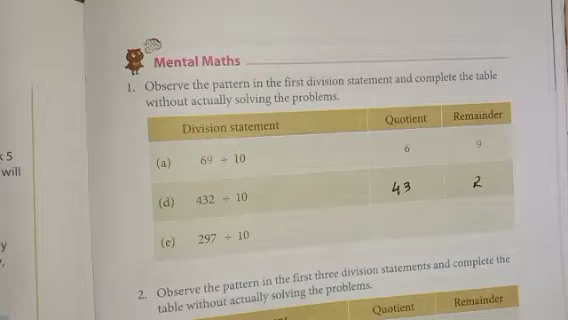 Mental Maths
1. Observe the pattern in the first division statement and complete the table
without actually solving the problems.
Division statement Quotient Remainder
(a) 69 ÷ 10 6 9
(d) 432 ÷ 10 43 2
(e) 297 ÷ 10
2. Observe the pattern in the first three division statements and complete the
table without actually solving the problems.
Quotient Remainder
5
will
y